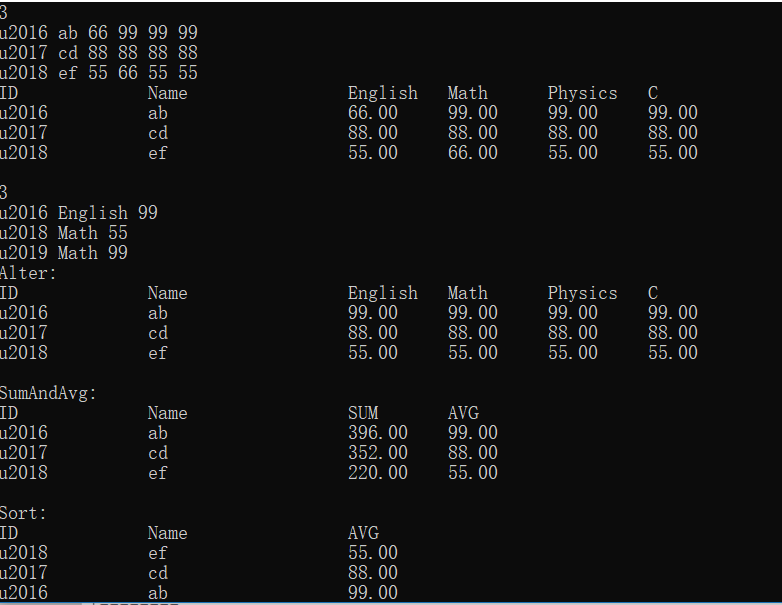 3
u2016 ab 66 99 99 99
u2017 cd 88 88 88 88
u2018 ef 55 66 55 55
ID Name English Math Physics C
u2016 ab 66.00 99.00 99.00 99.00
u2017 cd 88.00 88.00 88.00 88.00
u2018 ef 55.00 66.00 55.00 55.00
3
u2016 English 99
u2018 Math 55
u2019 Math 99
Alter:
ID Name English Math Physics C
u2016 ab 99.00 99.00 99.00 99.00
u2017 cd 88.00 88.00 88.00 88.00
u2018 ef 55.00 55.00 55.00 55.00
SumAndAvg:
ID Name SUM AVG
u2016 ab 396.00 99.00
u2017 cd 352.00 88.00
u2018 ef 220.00 55.00
Sort:
ID Name AVG
u2018 ef 55.00
u2017 cd 88.00
u2016 ab 99.00